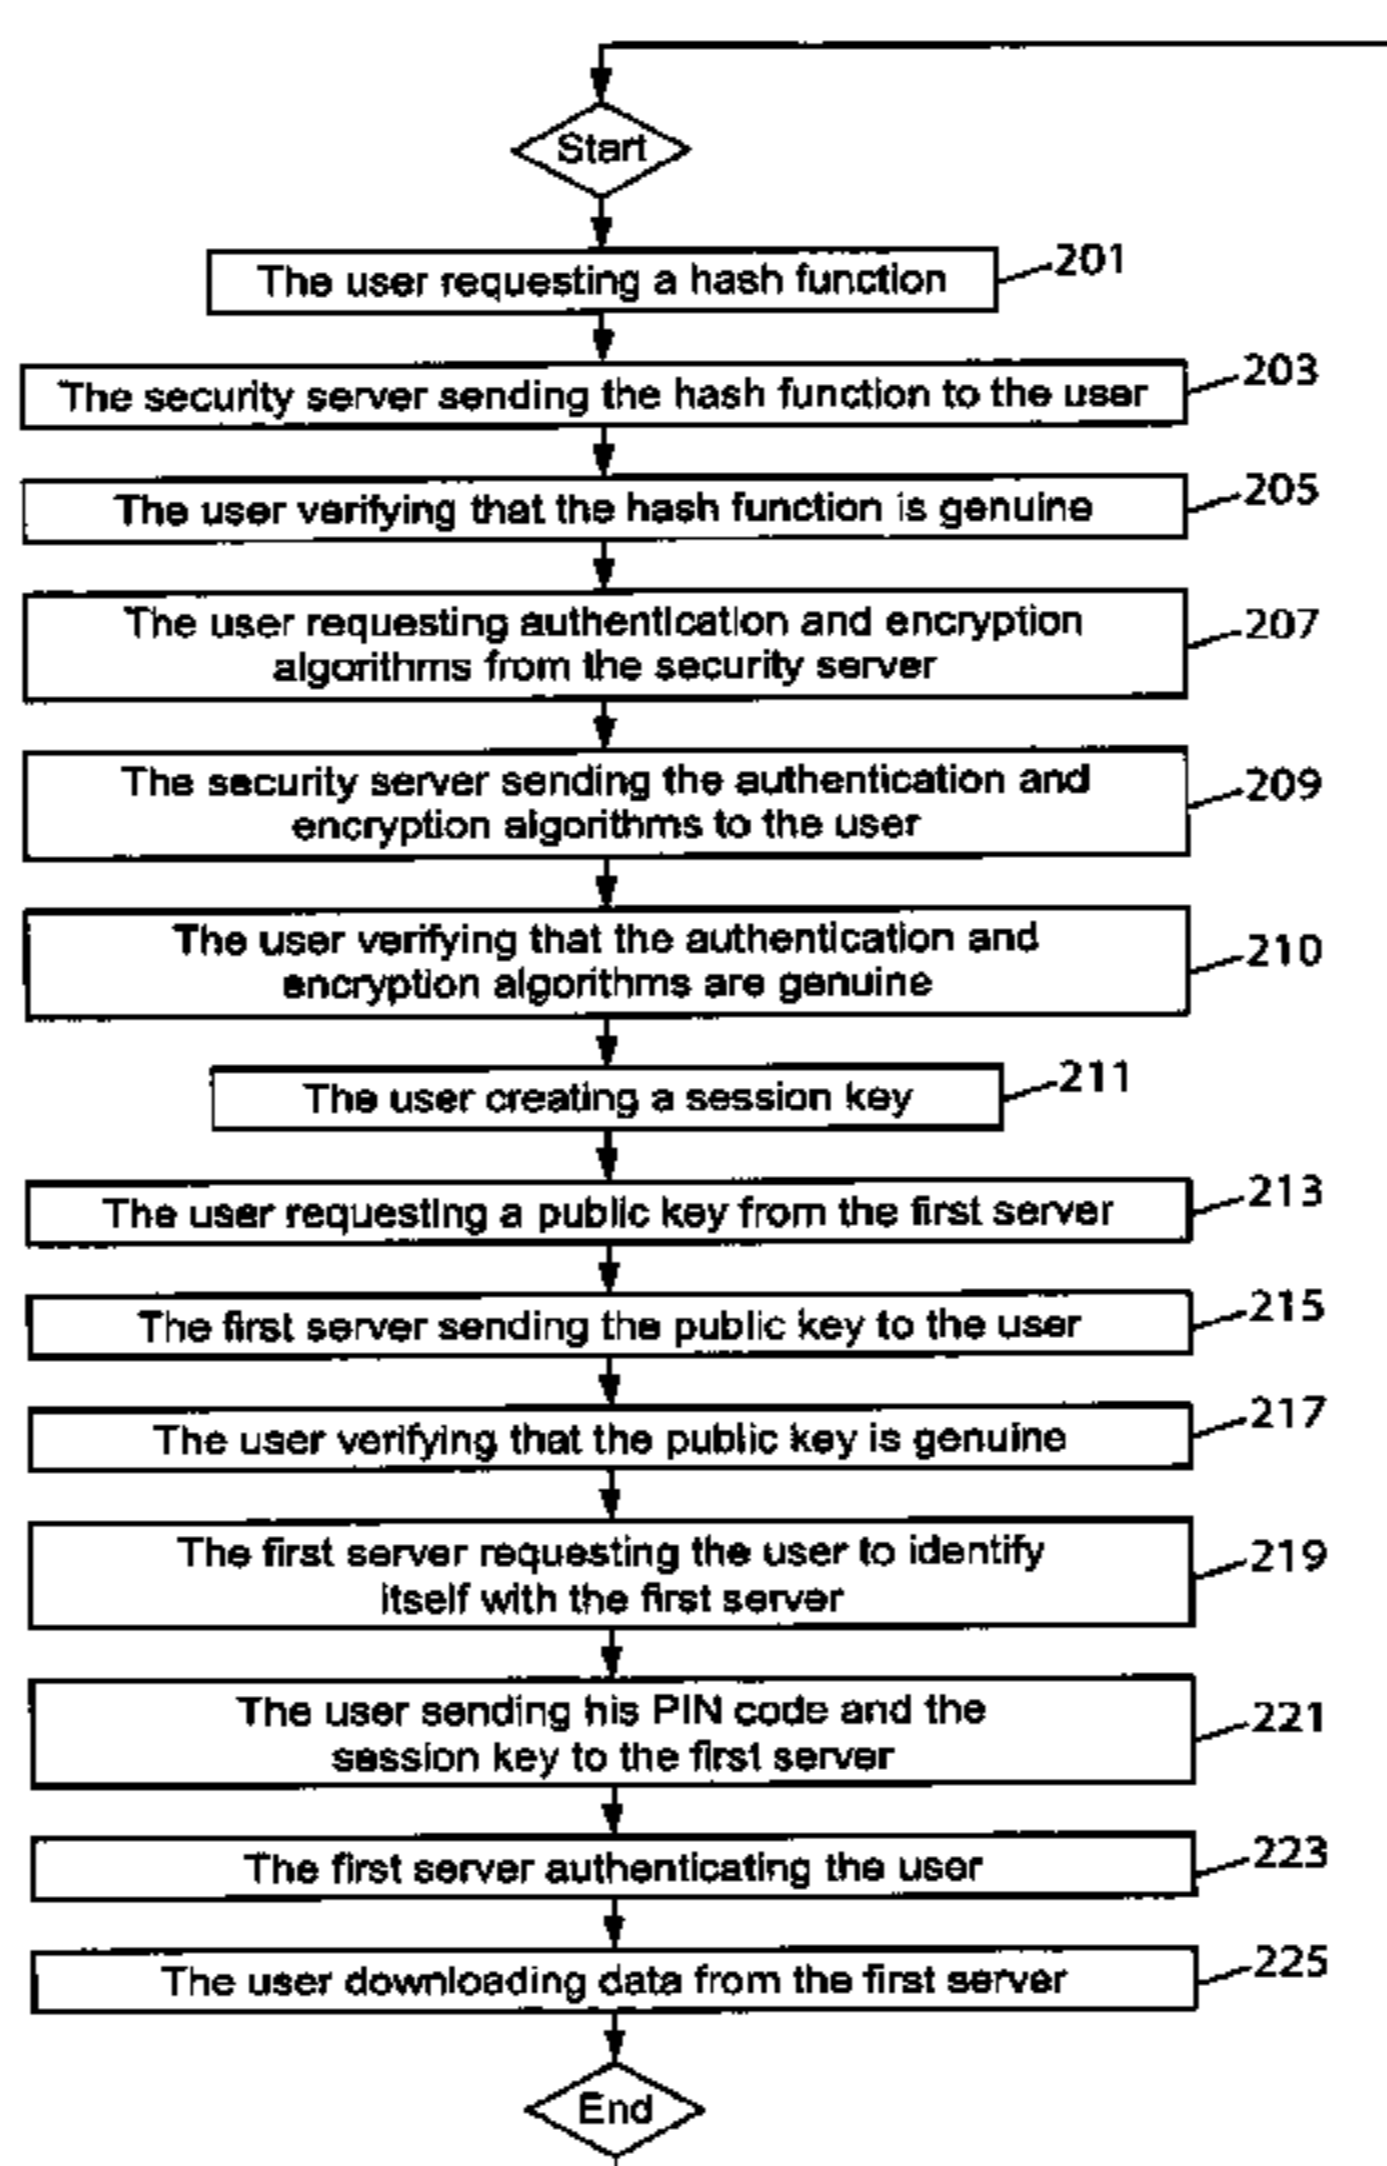 Start
The user requesting a hash function
201
The security server sending the hash function to the user
203
The user verifying that the hash function is genuine
205
The user requesting authentication and encryption
algorithms from the security server
207
The security server sending the authentication and
encryption algorithms to the user
209
The user verifying that the authentication and
encryption algorithms are genuine
210
The user creating a session key
211
The user requesting a public key from the first server
213
The first server sending the public key to the user
215
The user verifying that the public key is genuine
217
The first server requesting the user to identify
itself with the first server
219
The user sending his PIN code and the
session key to the first server
221
The first server authenticating the user
223
The user downloading data from the first server
225
End